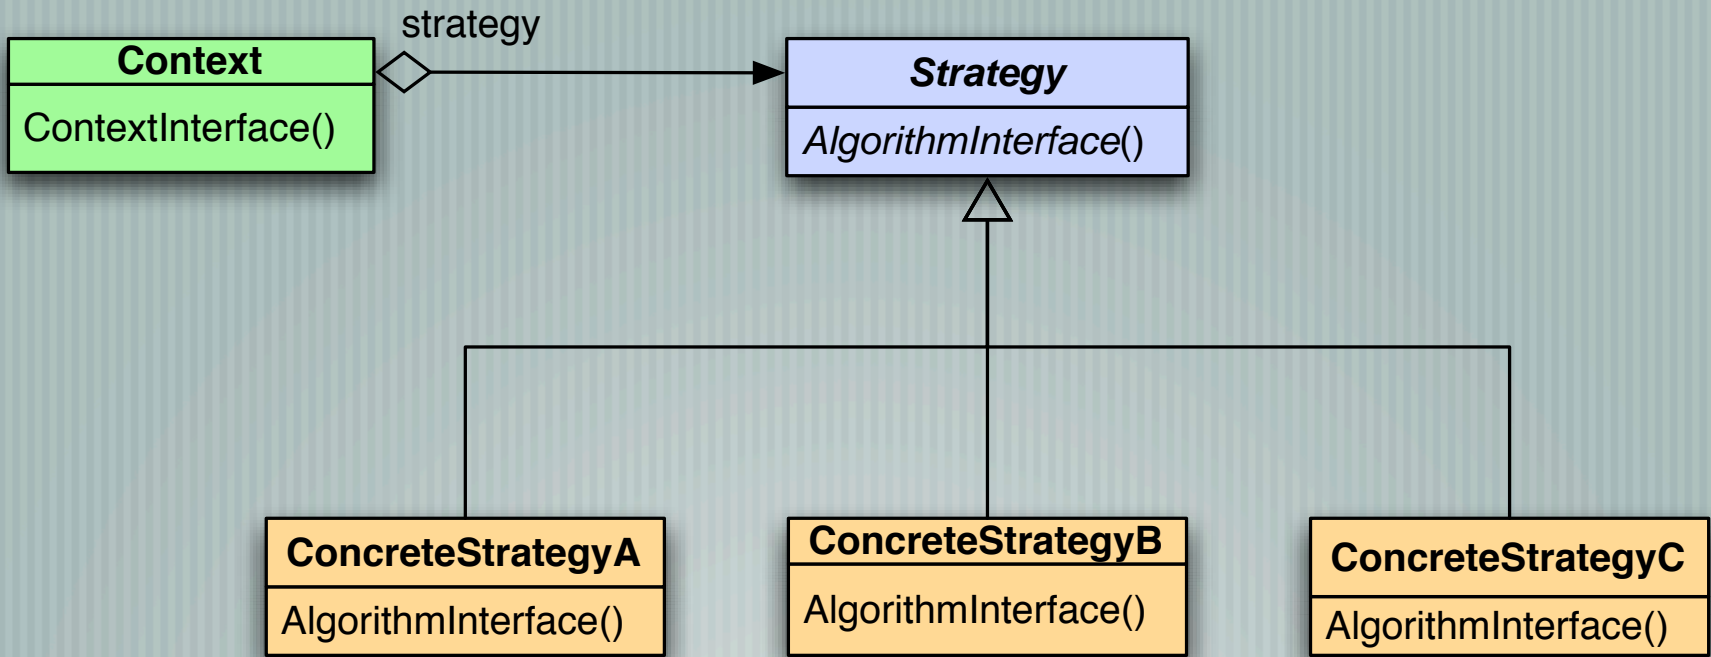 strategy
Context
ContextInterface()
Strategy
AlgorithmInterface()
ConcreteStrategyA
AlgorithmInterface()
ConcreteStrategyB
AlgorithmInterface()
ConcreteStrategyC
AlgorithmInterface()